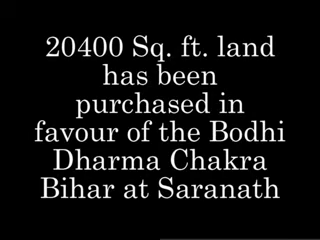 20400 Sq. ft. land
has been
purchased in
favour of the Bodhi
Dharma Chakra
Bihar at Saranath